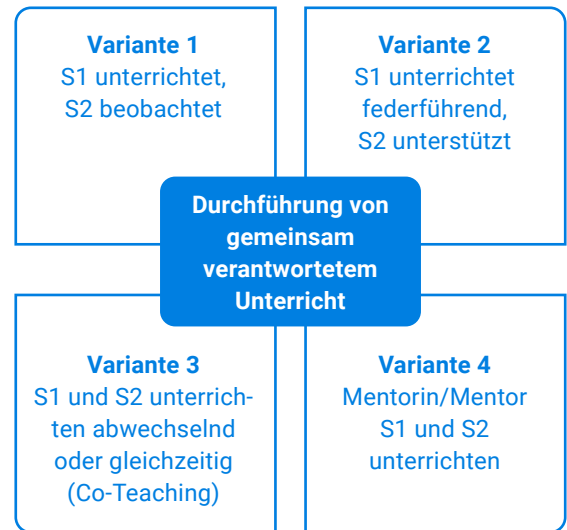 Variante 1
S1 unterrichtet,
S2 beobachtet
Variante 2
S1 unterrichtet
federführend,
S2 unterstützt
Durchführung von
gemeinsam
verantwortetem
Unterricht
Variante 3
S1 und S2 unterrich-
ten abwechselnd
oder gleichzeitig
(Co-Teaching)
Variante 4
Mentorin/Mentor
S1 und S2
unterrichten